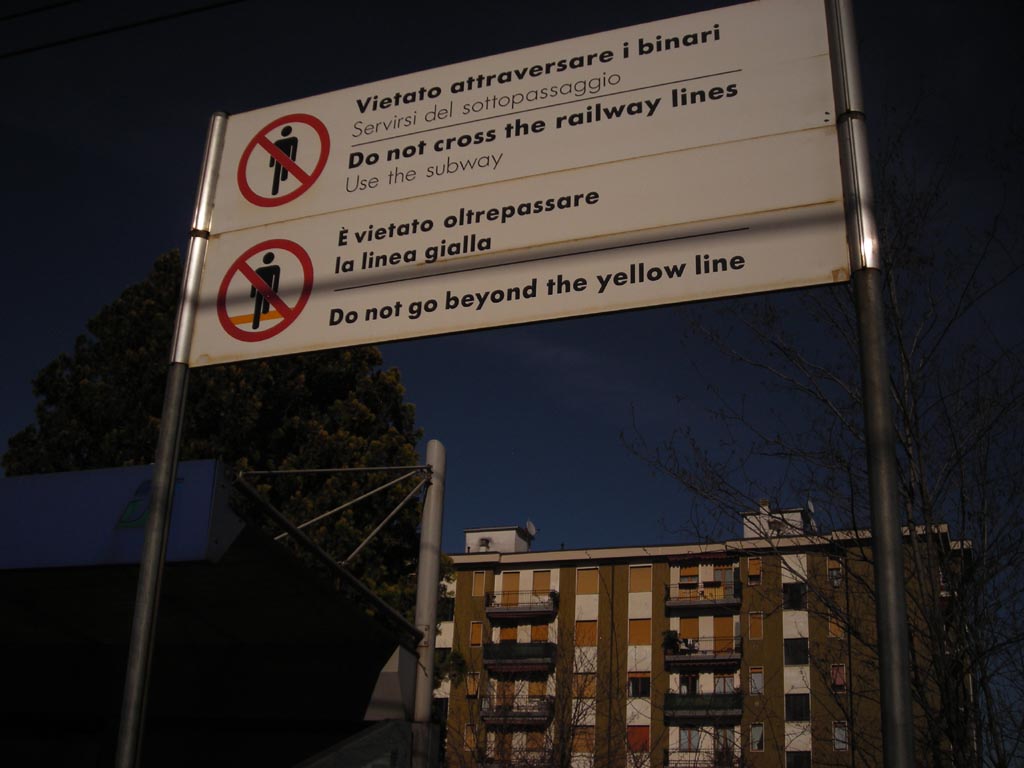 Vietato attraversare i binari
Servirsi del sottopassaggio
Do not cross the railway lines
Use the subway
È vietato oltrepassare
la linea gialla
Do not go beyond the yellow line